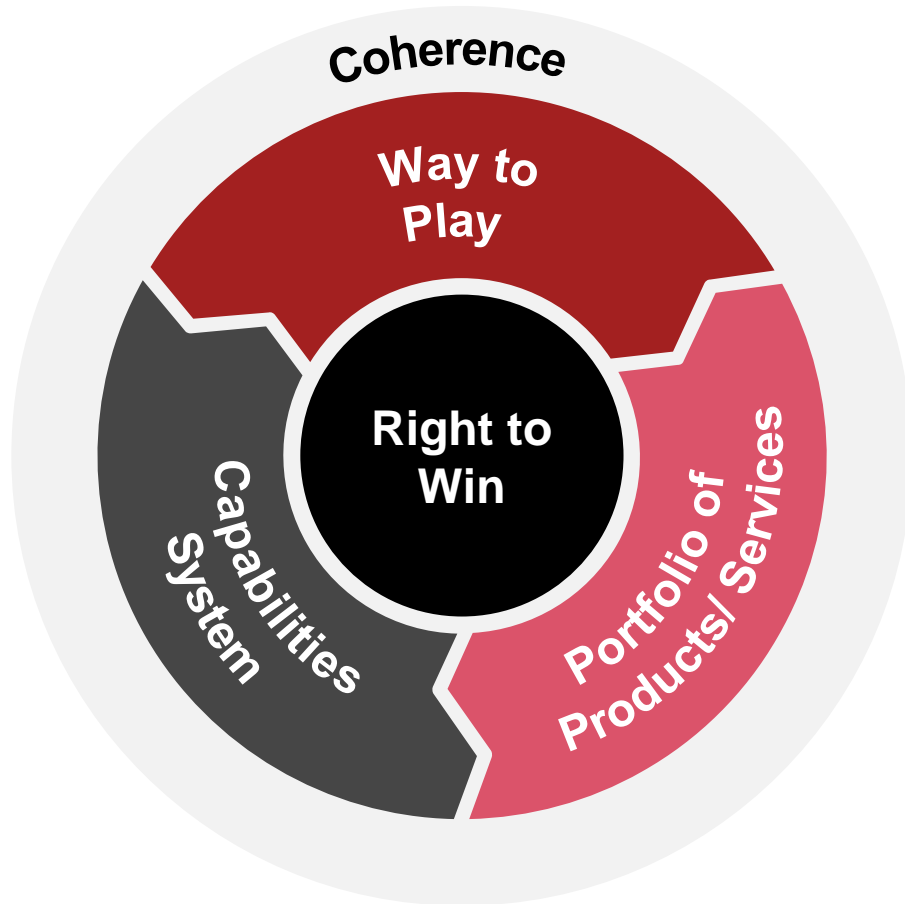 Coherence
Way to
Play
Right to
Win
Capabilities
System
Portfolio of
Products/ Services